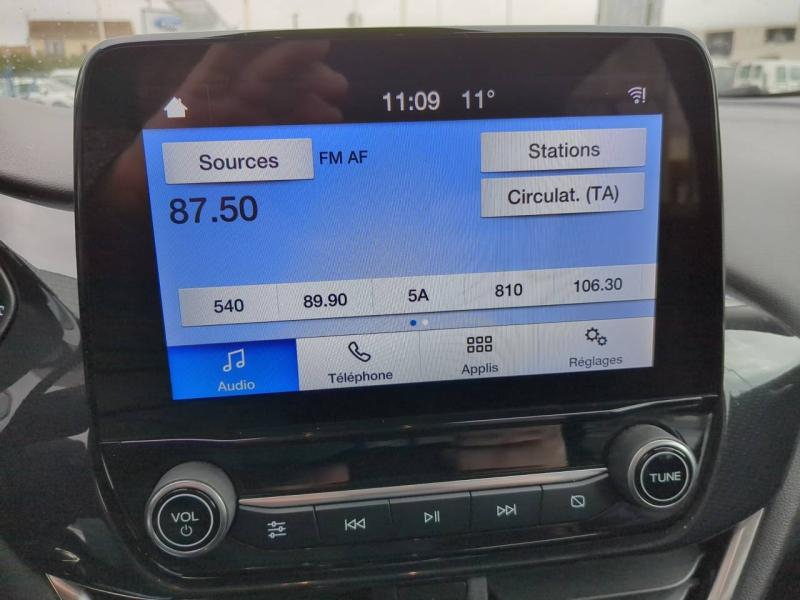 11:09 11°
Sources FM AF
Stations
87.50
Circulat. (TA)
540 89.90 5A 810 106.30
Audio Téléphone Applis Réglages
VOL
TUNE